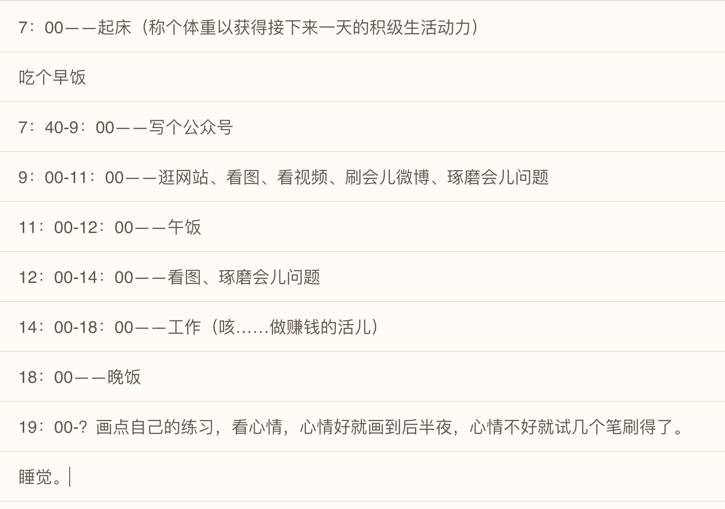 7：00——起床（称个体重以获得接下来一天的积级生活动力）
吃个早饭
7：40-9：00——写个公众号
9：00-11：00——逛网站、看图、看视频、刷会儿微博、琢磨会儿问题
11：00-12：00——午饭
12：00-14：00——看图、琢磨会儿问题
14：00-18：00——工作（咳……做赚钱的活儿）
18：00——晚饭
19：00-？画点自己的练习，看心情，心情好就画到后半夜，心情不好就试几个笔刷得了。
睡觉。